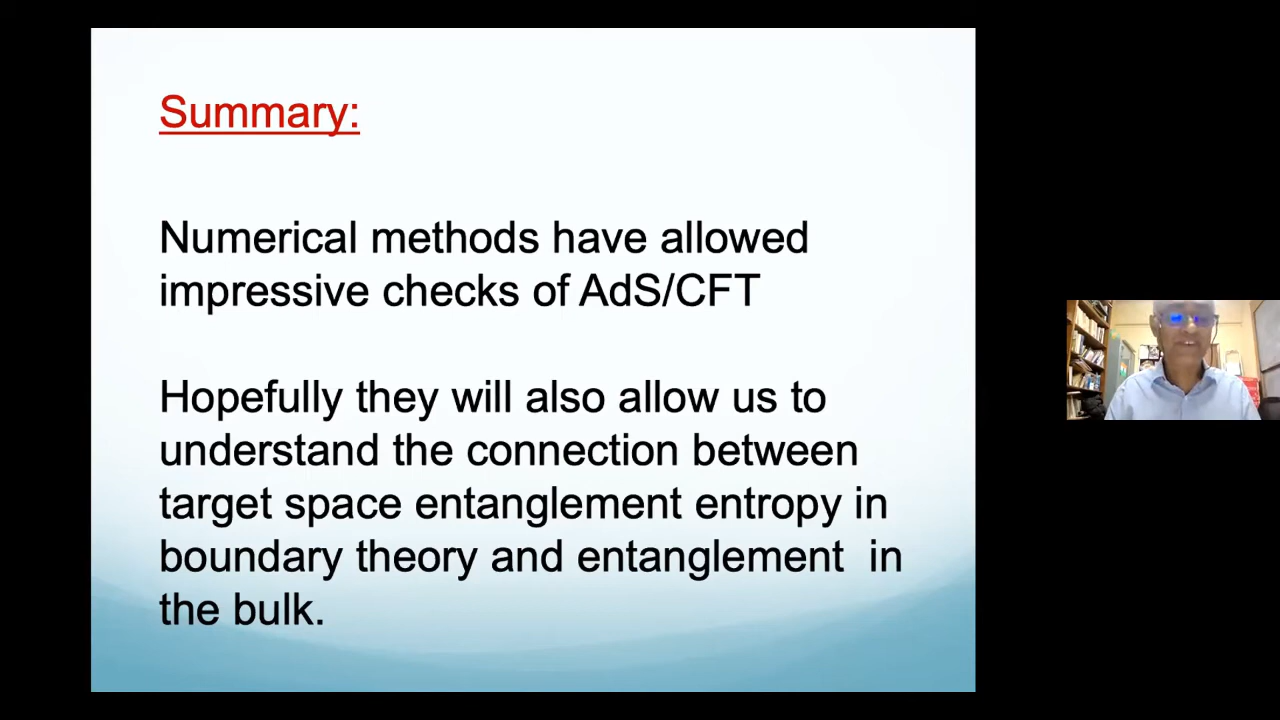 Summary:
Numerical methods have allowed
impressive checks of AdS/CFT
Hopefully they will also allow us to
understand the connection between
target space entanglement entropy in
boundary theory and entanglement  in
the bulk.